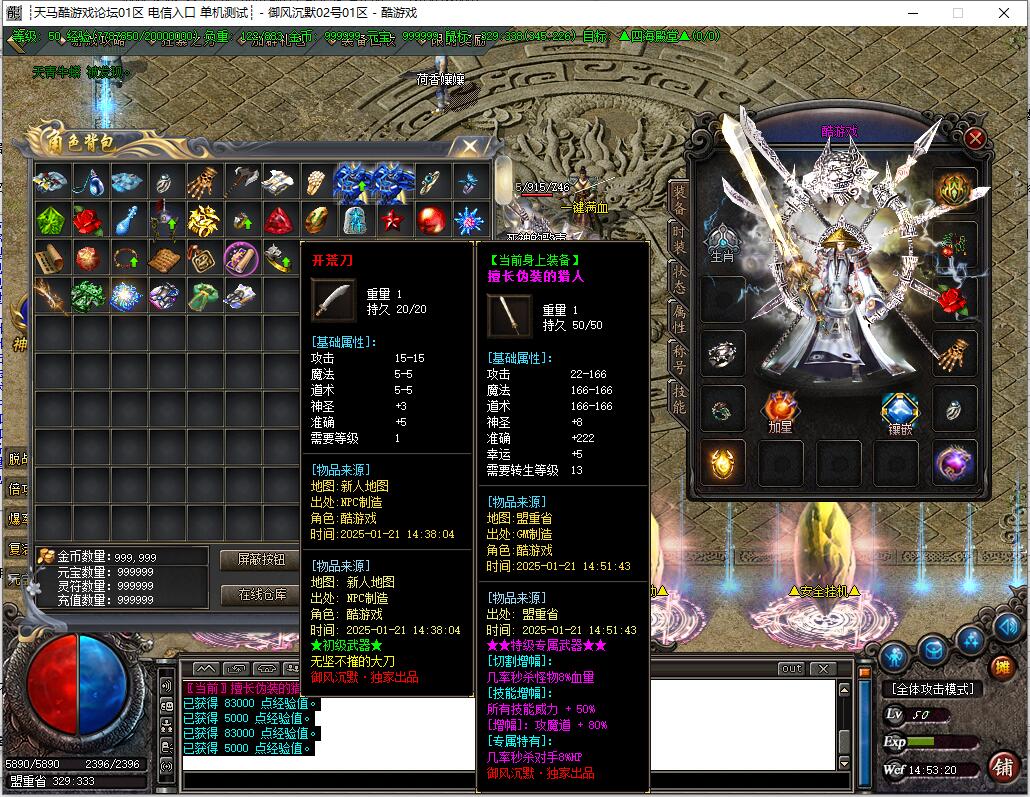 天马酷游戏论坛01区 电信入口 单机测试┆ - 御风沉默02号01区 - 酷游戏
荷香馕馕
角色背包
酷游戏
5/915/Z46
一键满血
装备
时装
状态
属性
称号
技能
生肖
加星
镶嵌
开荒刀
重量 1
持久 20/20
[基础属性]:
攻击 15-15
魔法 5-5
道术 5-5
神圣 +3
准确 +5
需要等级 1
[物品来源]
地图:新人地图
出处:NPC制造
角色:酷游戏
时间:2025-01-21 14:38:04
[物品来源]
地图: 新人地图
出处: NPC制造
角色: 酷游戏
时间: 2025-01-21 14:38:04
★初级武器★
无坚不摧的大刀
御风沉默·独家出品
【当前身上装备】
擅长伪装的猎人
重量 1
持久 50/50
[基础属性]:
攻击 22-166
魔法 166-166
道术 166-166
神圣 +8
准确 +222
幸运 +5
需要转生等级 13
[物品来源]
地图:盟重省
出处:GM制造
角色:酷游戏
时间:2025-01-21 14:51:43
[物品来源]
出处: 盟重省
时间: 2025-01-21 14:51:43
★★特级专属武器★★
[切割增幅]:
几率秒杀怪物8%血量
[技能增幅]:
所有技能威力 + 50%
[增幅]: 攻魔道 + 80%
[专属特有]:
几率秒杀对手8%HP
御风沉默·独家出品
金币数量: 999,999
元宝数量: 999999
灵符数量: 999999
充值数量: 999999
屏蔽按钮
在线仓库
▲安全挂机▲
out
【当前】擅长伪装的猎
已获得 83000 点经验值。
已获得 5000 点经验值。
已获得 83000 点经验值。
已获得 5000 点经验值。
5890/5890 2396/2396
盟重省 329:333
摊
[全体攻击模式]
Lv 50
Exp
Wef 14:53:20
铺